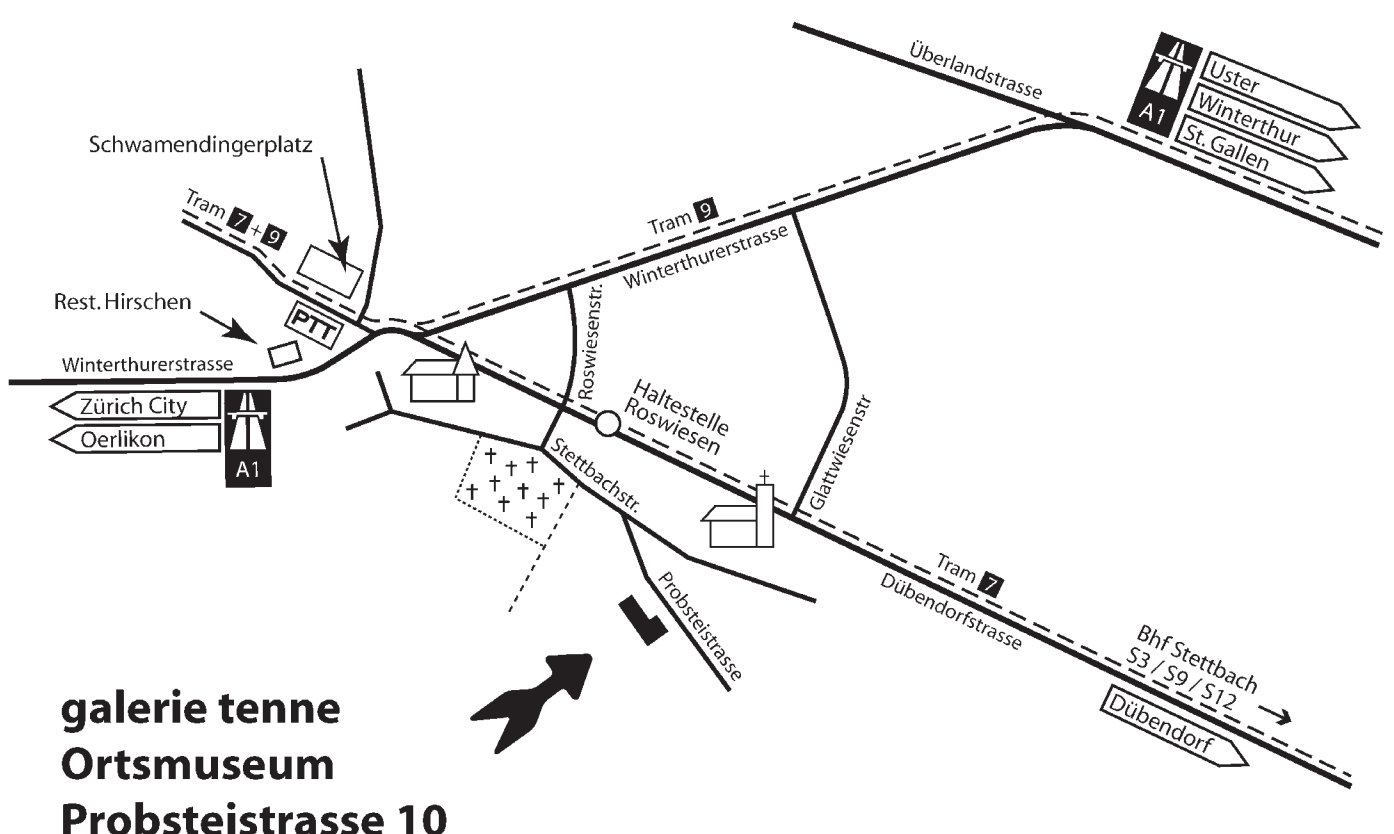 Überlandstrasse
A1
Uster
Winterthur
St. Gallen
Schwamendingerplatz
Tram 7 + 9
Tram 9
Winterthurerstrasse
Rest. Hirschen
PTT
Winterthurerstrasse
Zürich City
Oerlikon
A1
Roswiesenstr.
Haltestelle
Roswiesen
Glattwiesenstr
Stettbachstr.
Probsteistrasse
Tram 7
Dübendorfstrasse
Bhf Stettbach
S3 / S9 / S12
Dübendorf
galerie tenne
Ortsmuseum
Probsteistrasse 10